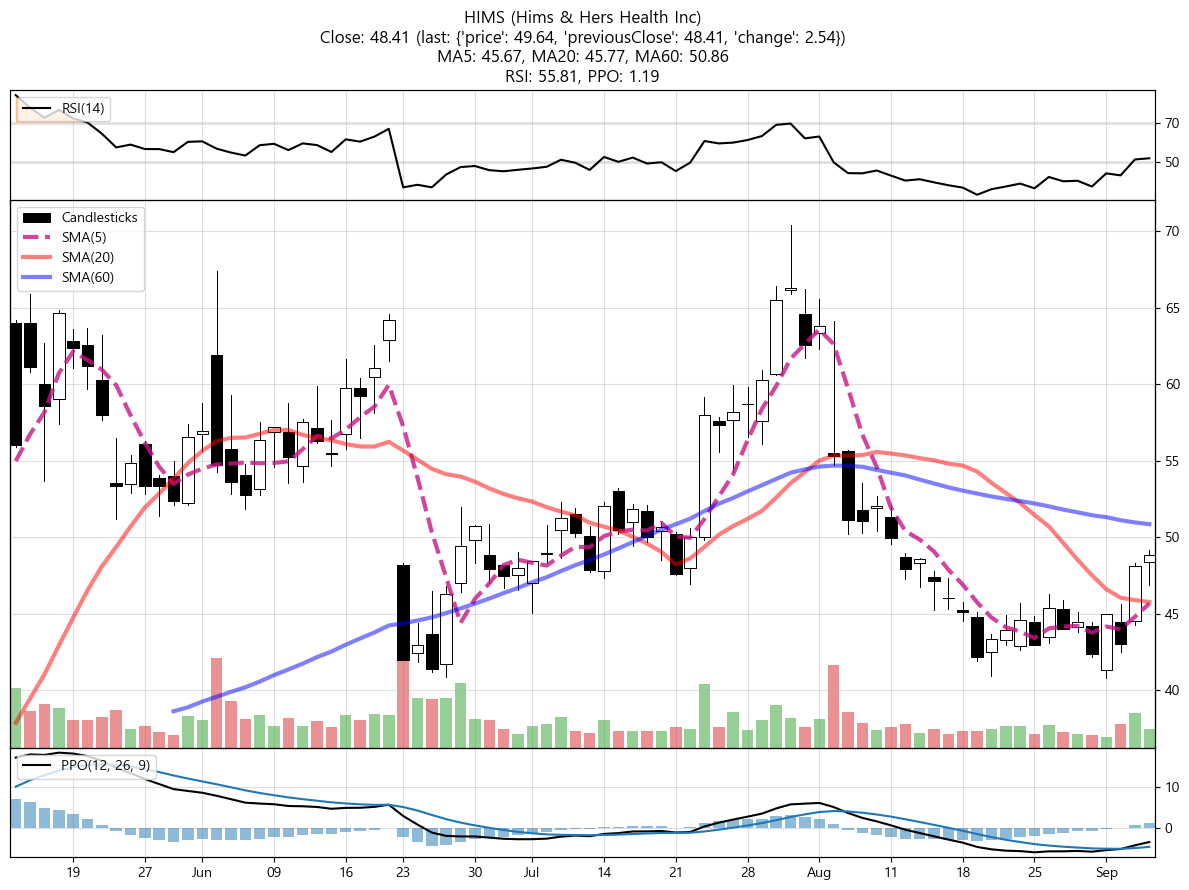 HIMS (Hims & Hers Health Inc)
Close: 48.41 (last: {'price': 49.64, 'previousClose': 48.41, 'change': 2.54})
MA5: 45.67, MA20: 45.77, MA60: 50.86
RSI: 55.81, PPO: 1.19
RSI(14)
70
50
Candlesticks
SMA(5)
SMA(20)
SMA(60)
70
65
60
55
50
45
40
PPO(12, 26, 9)
10
0
19 27 Jun 09 16 23 Jul 14 21 28 Aug 11 18 25 Sep